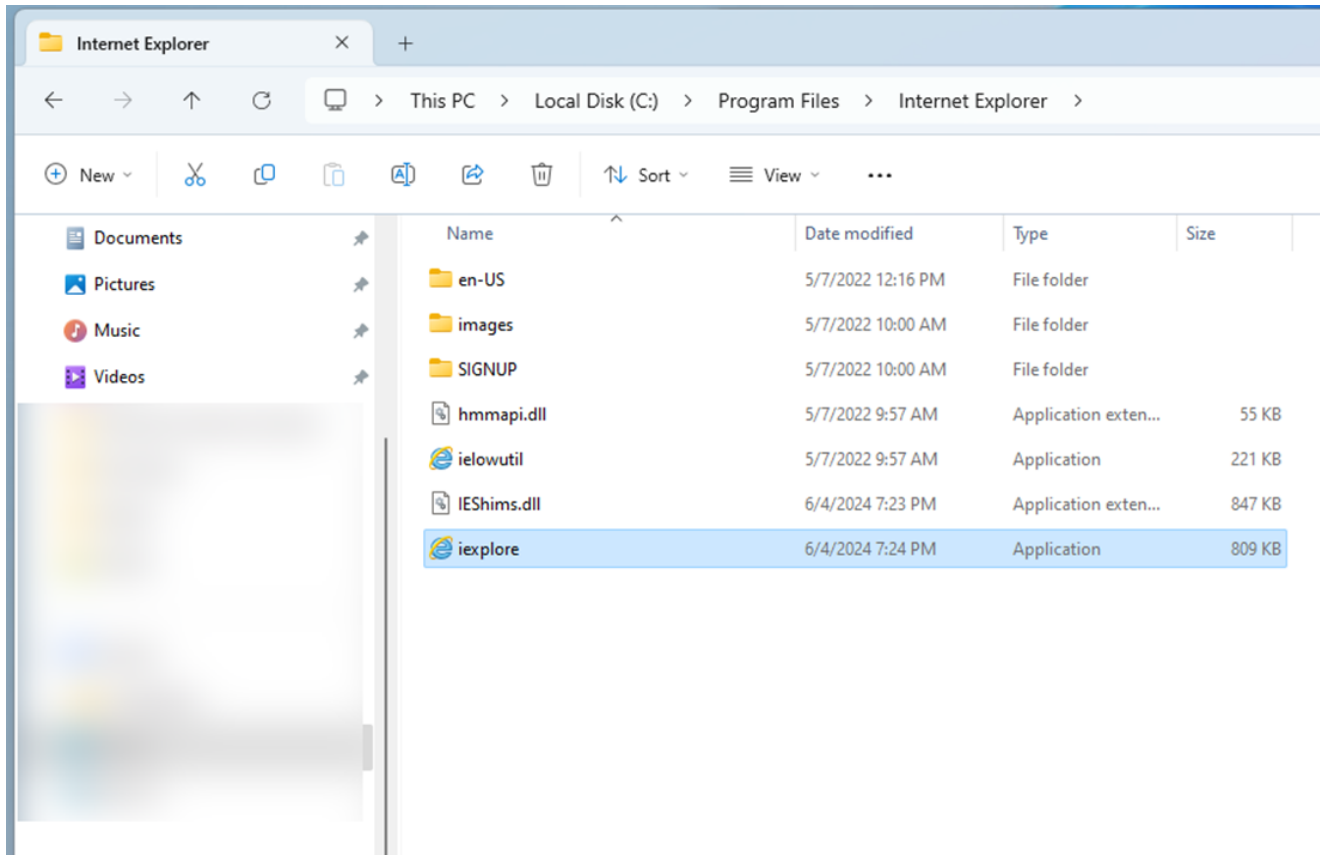 Internet Explorer
This PC > Local Disk (C:) > Program Files > Internet Explorer >
New Sort View ...
Documents
Pictures
Music
Videos
Name Date modified Type Size
en-US 5/7/2022 12:16 PM File folder
images 5/7/2022 10:00 AM File folder
SIGNUP 5/7/2022 10:00 AM File folder
hmmapi.dll 5/7/2022 9:57 AM Application exten... 55 KB
ielowutil 5/7/2022 9:57 AM Application 221 KB
IEShims.dll 6/4/2024 7:23 PM Application exten... 847 KB
iexplore 6/4/2024 7:24 PM Application 809 KB